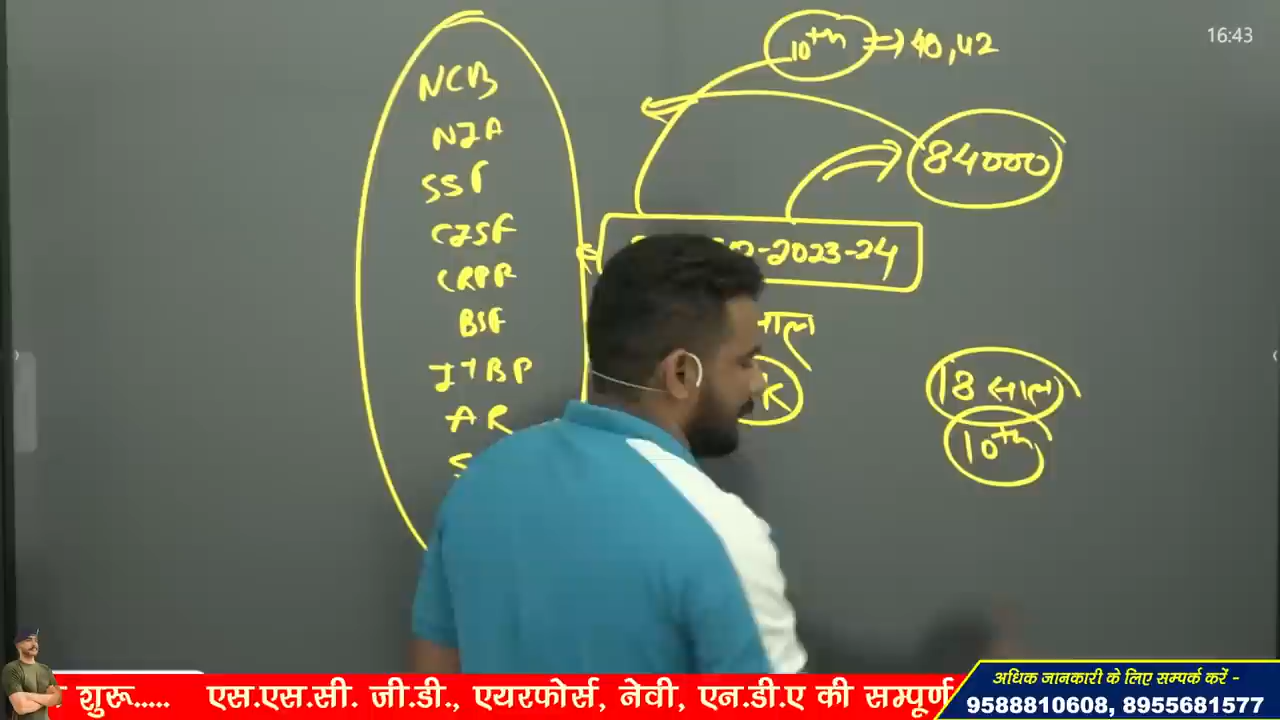 16:43
10th => 40,42
84000
NCB
NIA
SSF
CISF
CRPF
BSF
ITBP
AR
-2023-24
साल
K
18 साल
10th
शुरू..... एस.एस.सी. जी.डी., एयरफोर्स, नेवी, एन.डी.ए की सम्पूर्ण
अधिक जानकारी के लिए सम्पर्क करें -
9588810608, 8955681577